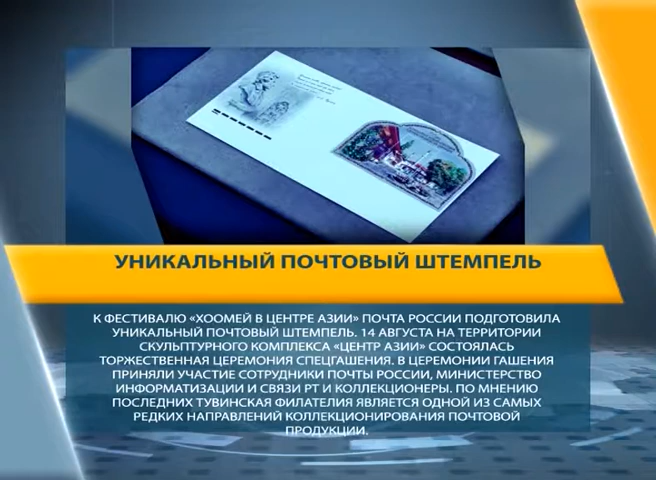 УНИКАЛЬНЫЙ ПОЧТОВЫЙ ШТЕМПЕЛЬ
К ФЕСТИВАЛЮ «ХООМЕЙ В ЦЕНТРЕ АЗИИ» ПОЧТА РОССИИ ПОДГОТОВИЛА
УНИКАЛЬНЫЙ ПОЧТОВЫЙ ШТЕМПЕЛЬ. 14 АВГУСТА НА ТЕРРИТОРИИ
СКУЛЬПТУРНОГО КОМПЛЕКСА «ЦЕНТР АЗИИ» СОСТОЯЛАСЬ
ТОРЖЕСТВЕННАЯ ЦЕРЕМОНИЯ СПЕЦГАШЕНИЯ. В ЦЕРЕМОНИИ ГАШЕНИЯ
ПРИНЯЛИ УЧАСТИЕ СОТРУДНИКИ ПОЧТЫ РОССИИ, МИНИСТЕРСТВО
ИНФОРМАТИЗАЦИИ И СВЯЗИ РТ И КОЛЛЕКЦИОНЕРЫ. ПО МНЕНИЮ
ПОСЛЕДНИХ ТУВИНСКАЯ ФИЛАТЕЛИЯ ЯВЛЯЕТСЯ ОДНОЙ ИЗ САМЫХ
РЕДКИХ НАПРАВЛЕНИЙ КОЛЛЕКЦИОНИРОВАНИЯ ПОЧТОВОЙ
ПРОДУКЦИИ.